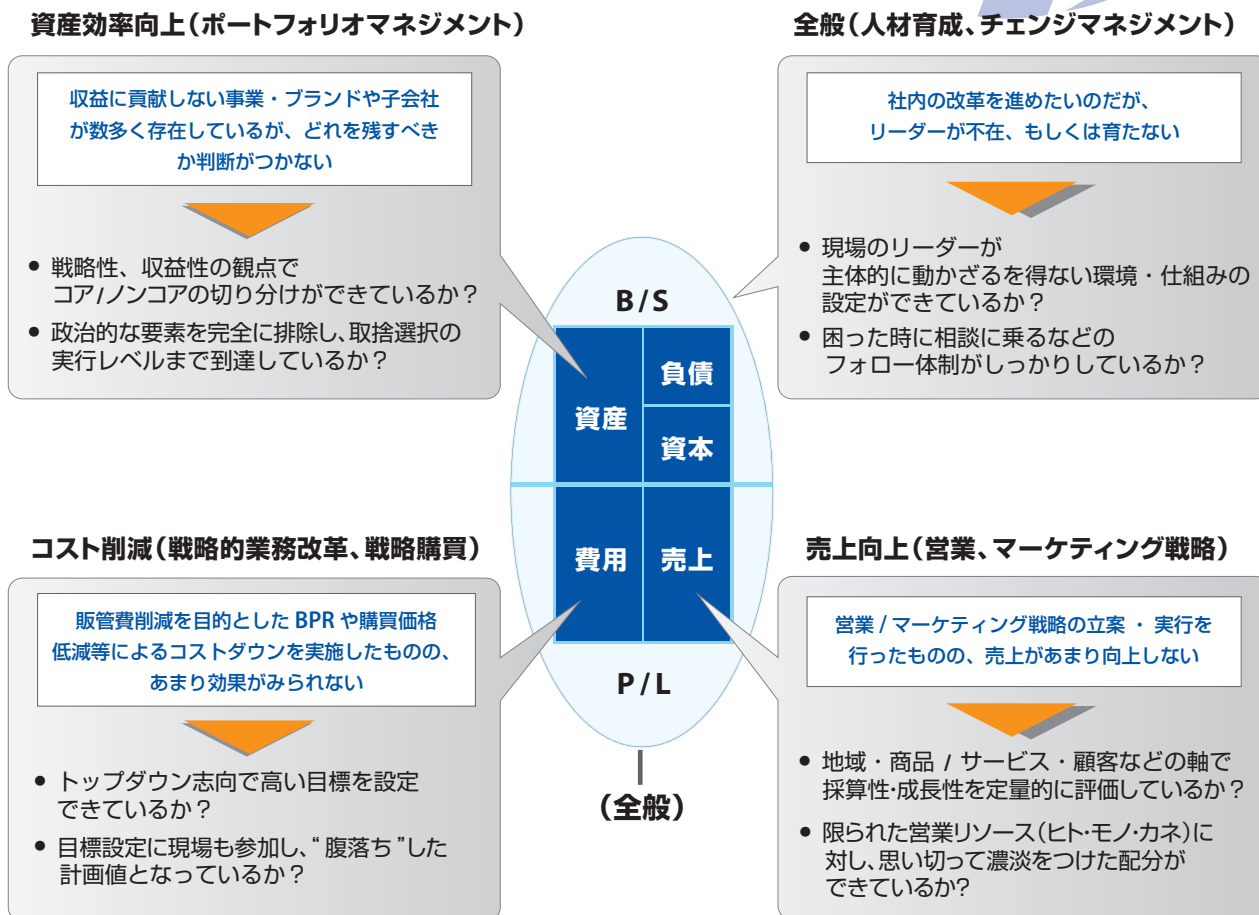 資産効率向上（ポートフォリオマネジメント）
収益に貢献しない事業・ブランドや子会社
が数多く存在しているが、どれを残すべき
か判断がつかない
• 戦略性、収益性の観点で
コア/ノンコアの切り分けができているか？
• 政治的な要素を完全に排除し、取捨選択の
実行レベルまで到達しているか？
全般（人材育成、チェンジマネジメント）
社内の改革を進めたいのだが、
リーダーが不在、もしくは育たない
• 現場のリーダーが
主体的に動かざるを得ない環境・仕組みの
設定ができているか？
• 困った時に相談に乗るなどの
フォロー体制がしっかりしているか？
B/S
資産
負債
資本
費用
売上
P/L
（全般）
コスト削減（戦略的業務改革、戦略購買）
販管費削減を目的とした BPR や購買価格
低減等によるコストダウンを実施したものの、
あまり効果がみられない
• トップダウン志向で高い目標を設定
できているか？
• 目標設定に現場も参加し、“腹落ち”した
計画値となっているか？
売上向上（営業、マーケティング戦略）
営業 / マーケティング戦略の立案 ・ 実行を
行ったものの、売上があまり向上しない
• 地域・商品 / サービス・顧客などの軸で
採算性・成長性を定量的に評価しているか？
• 限られた営業リソース（ヒト・モノ・カネ）に
対し、思い切って濃淡をつけた配分が
できているか?